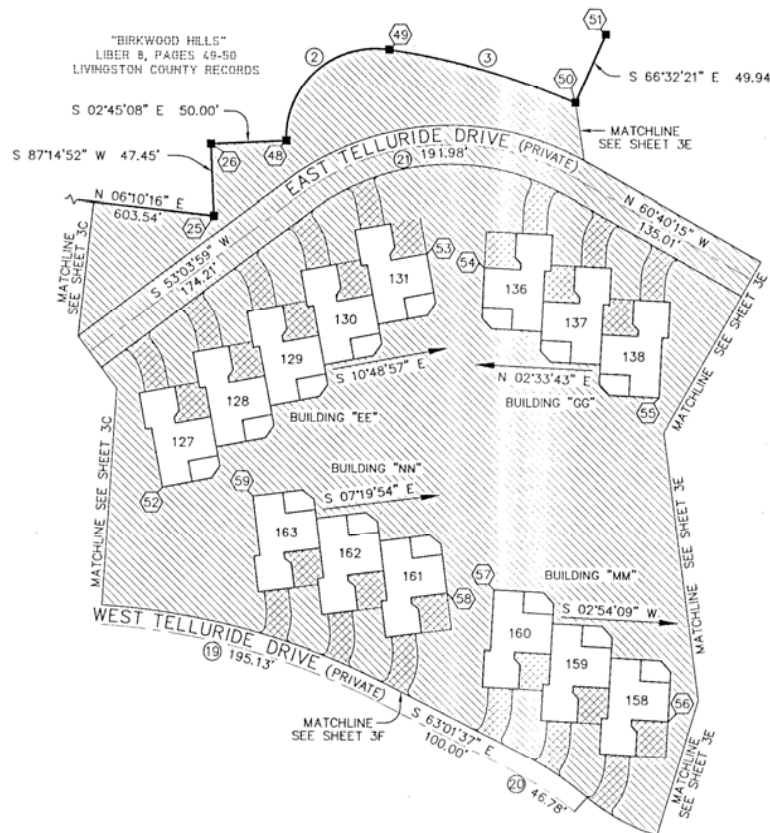 "BIRKWOOD HILLS"
LIBER 8, PAGES 49-50
LIVINGSTON COUNTY RECORDS
2
49
3
51
50
S 66°32'21" E 49.94
S 02°45'08" E 50.00'
S 87°14'52" W 47.45'
26
48
MATCHLINE
SEE SHEET 3E
EAST TELLURIDE DRIVE (PRIVATE)
21 191.98'
N 06°10'16" E
603.54'
25
N 60°40'15" W
135.01'
S 53°03'59" W
174.21'
MATCHLINE
SEE SHEET 3C
53
54
131
136
130
137
129
138
128
127
MATCHLINE SEE SHEET 3E
S 10°48'57" E
N 02°33'43" E
BUILDING "EE"
BUILDING "GG"
55
52
MATCHLINE SEE SHEET 3C
BUILDING "NN"
59
S 07°19'54" E
163
162
161
MATCHLINE SEE SHEET 3E
57
BUILDING "MM"
58
S 02°54'09" W
160
159
158
56
WEST TELLURIDE DRIVE (PRIVATE)
19 195.13'
MATCHLINE
SEE SHEET 3F
S 63°01'37" E
100.00'
20 46.78'
MATCHLINE
SEE SHEET 3E